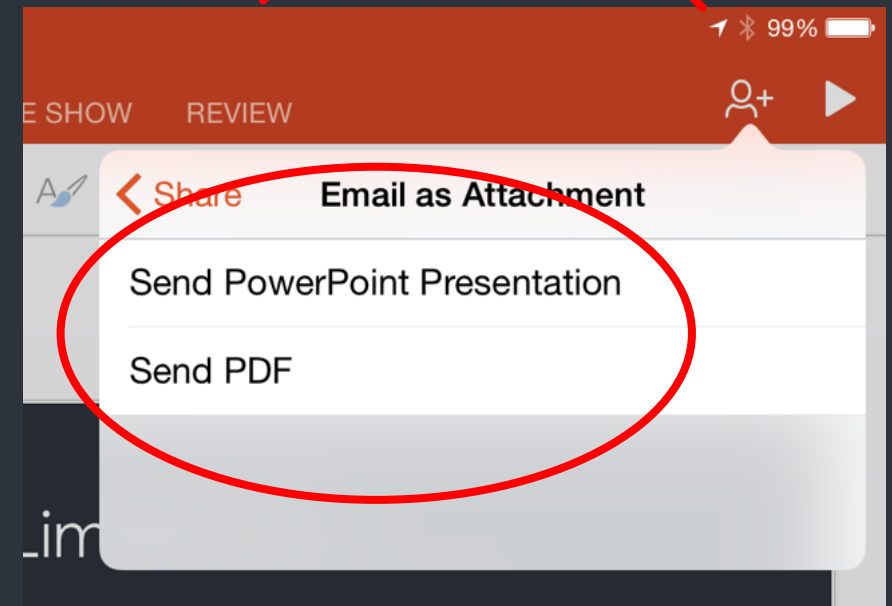 99%
E SHOW REVIEW
Share Email as Attachment
Send PowerPoint Presentation
Send PDF
Lim